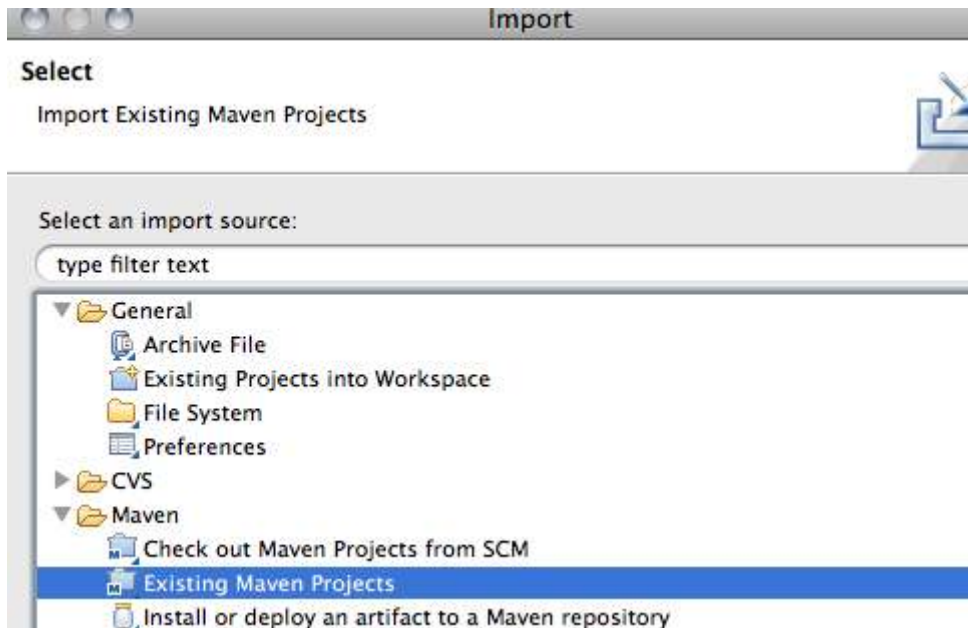 Import
Select
Import Existing Maven Projects
Select an import source:
type filter text
General
Archive File
Existing Projects into Workspace
File System
Preferences
CVS
Maven
Check out Maven Projects from SCM
Existing Maven Projects
Install or deploy an artifact to a Maven repository